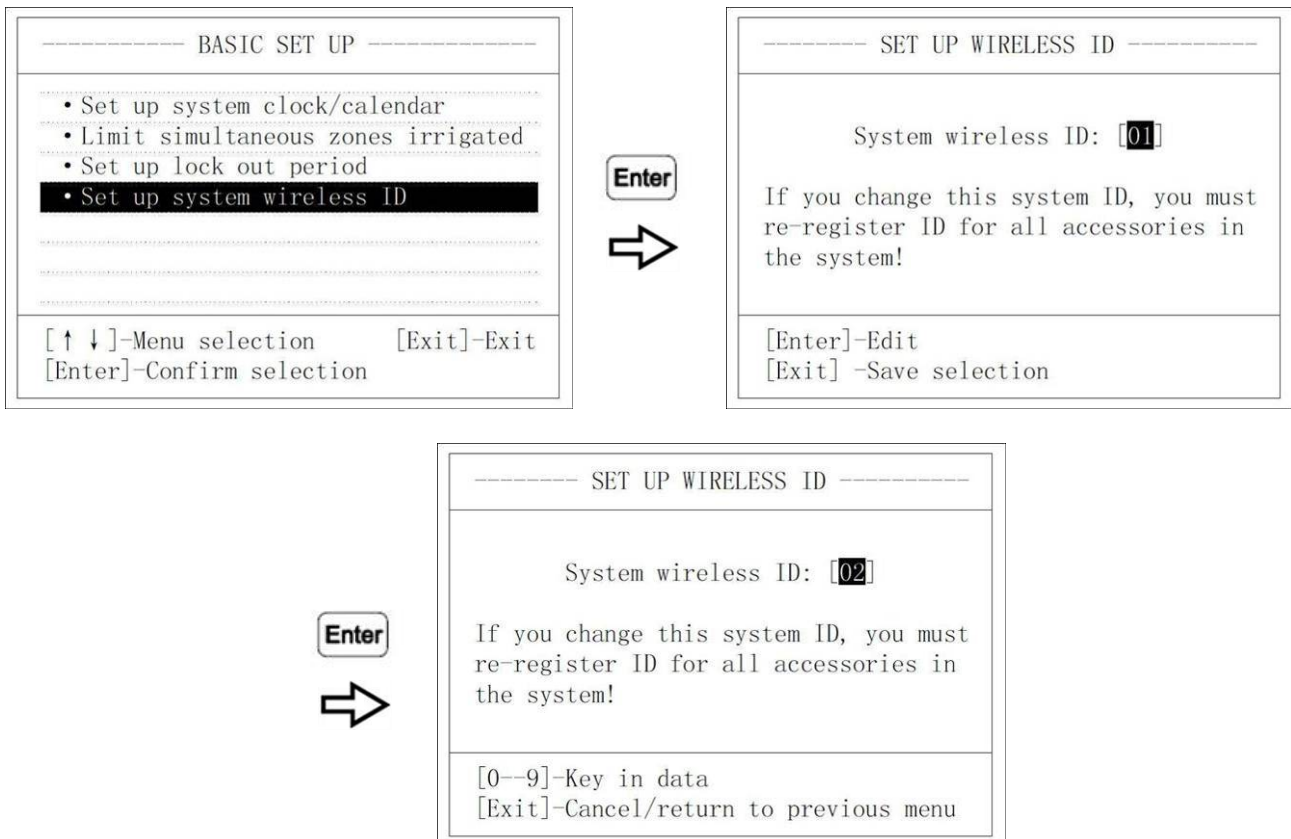 ----------- BASIC SET UP -------------
•Set up system clock/calendar
•Limit simultaneous zones irrigated
•Set up lock out period
•Set up system wireless ID
[↑↓]-Menu selection [Exit]-Exit
[Enter]-Confirm selection
Enter
-------- SET UP WIRELESS ID ----------
System wireless ID: [01]
If you change this system ID, you must
re-register ID for all accessories in
the system!
[Enter]-Edit
[Exit] -Save selection
Enter
-------- SET UP WIRELESS ID ----------
System wireless ID: [02]
If you change this system ID, you must
re-register ID for all accessories in
the system!
[0--9]-Key in data
[Exit]-Cancel/return to previous menu